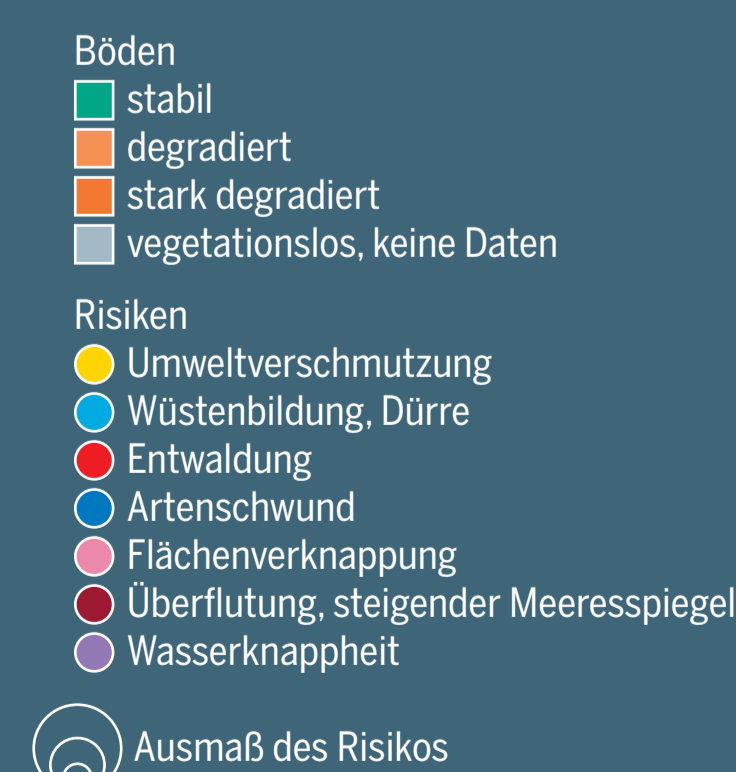 Böden
stabil
degradiert
stark degradiert
vegetationslos, keine Daten
Risiken
Umweltverschmutzung
Wüstenbildung, Dürre
Entwaldung
Artenschwund
Flächenverknappung
Überflutung, steigender Meeresspiegel
Wasserknappheit
Ausmaß des Risikos